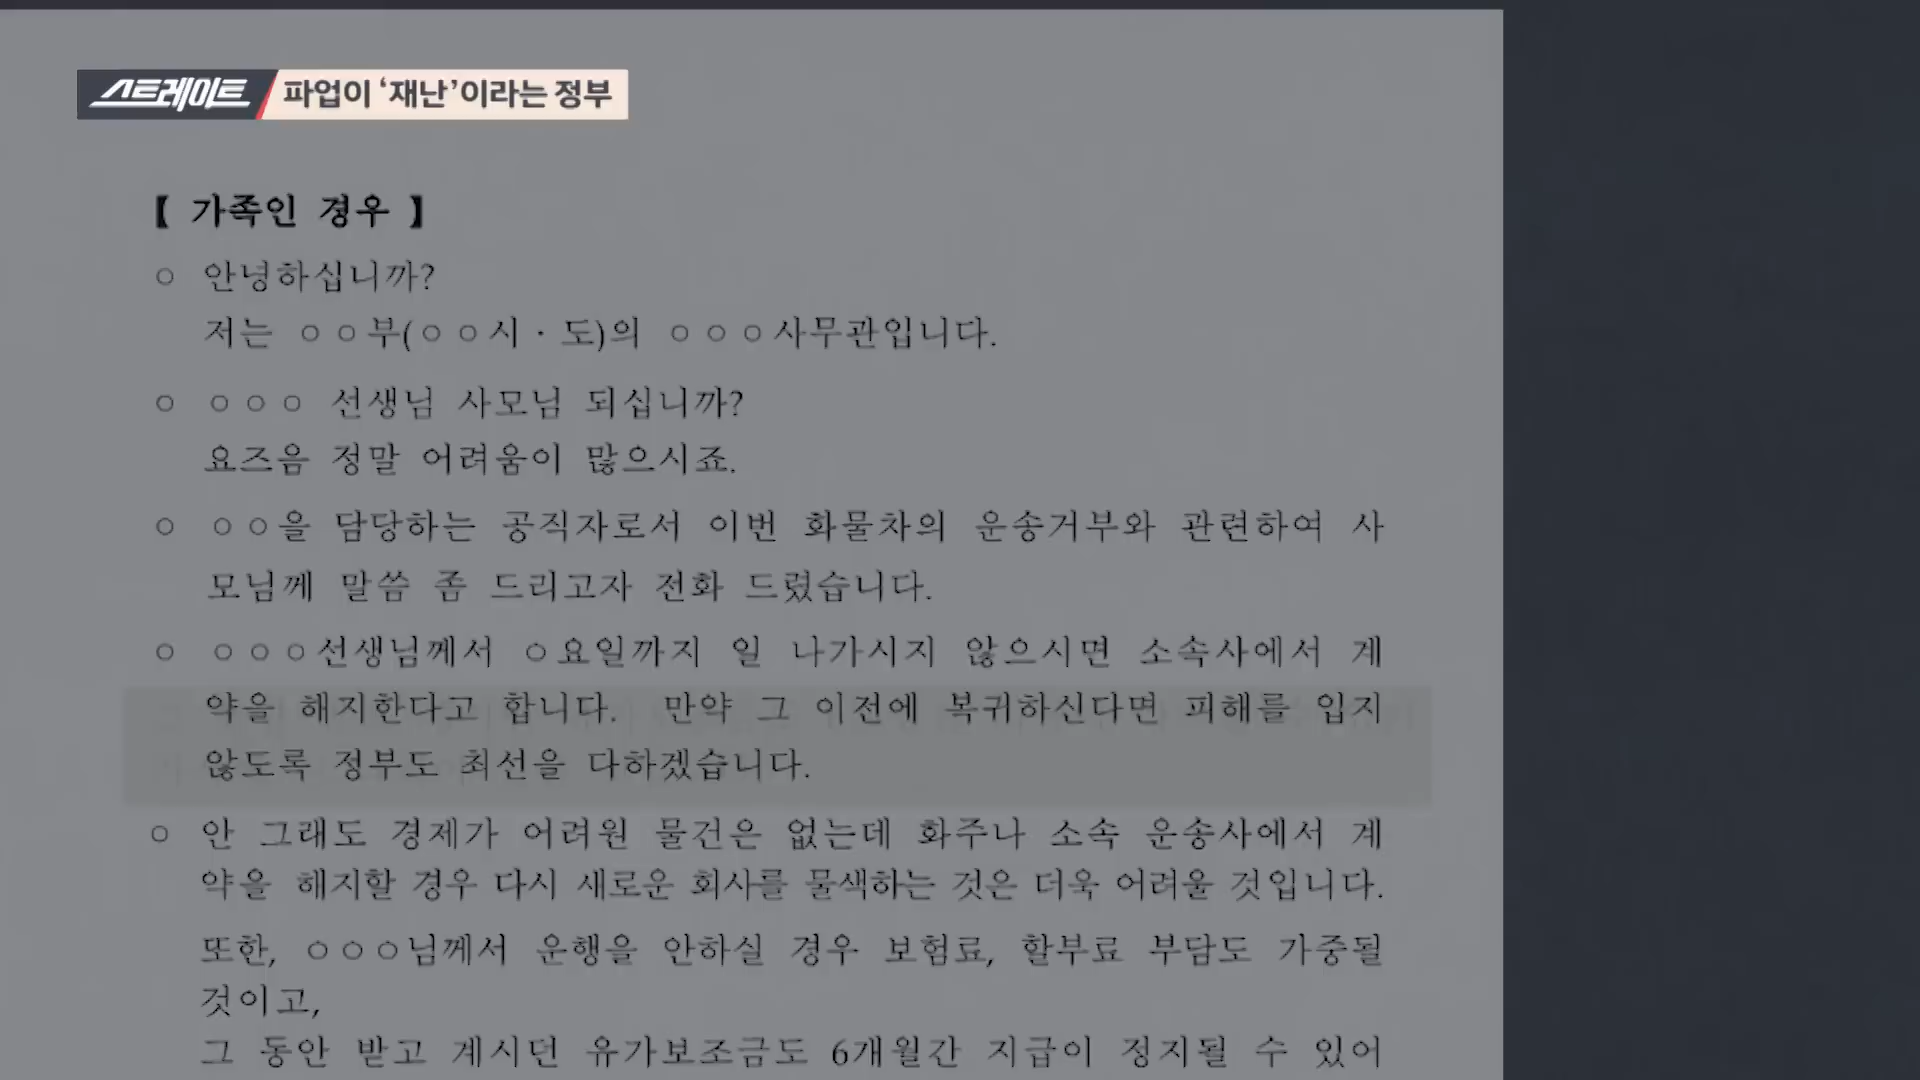 스트레이트 파업이 ‘재난’이라는 정부
【 가족인 경우 】
○ 안녕하십니까?
저는 ○○부(○○시·도)의 ○○○사무관입니다.
○ ○○○ 선생님 사모님 되십니까?
요즈음 정말 어려움이 많으시죠.
○ ○○을 담당하는 공직자로서 이번 화물차의 운송거부와 관련하여 사
모님께 말씀 좀 드리고자 전화 드렸습니다.
○ ○○○선생님께서 ○요일까지 일 나가시지 않으시면 소속사에서 계
약을 해지한다고 합니다. 만약 그 이전에 복귀하신다면 피해를 입지
않도록 정부도 최선을 다하겠습니다.
○ 안 그래도 경제가 어려원 물건은 없는데 화주나 소속 운송사에서 계
약을 해지할 경우 다시 새로운 회사를 물색하는 것은 더욱 어려울 것입니다.
또한, ○○○님께서 운행을 안하실 경우 보험료, 할부료 부담도 가중될
것이고,
그 동안 받고 계시던 유가보조금도 6개월간 지급이 정지될 수 있어